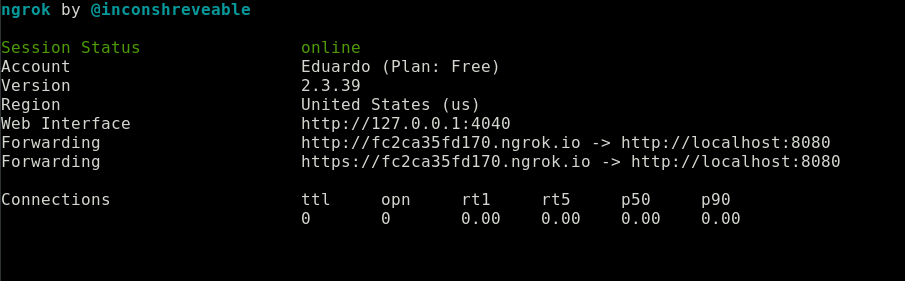 ngrok by @inconshreveable
Session Status online
Account Eduardo (Plan: Free)
Version 2.3.39
Region United States (us)
Web Interface http://127.0.0.1:4040
Forwarding http://fc2ca35fd170.ngrok.io -> http://localhost:8080
Forwarding https://fc2ca35fd170.ngrok.io -> http://localhost:8080
Connections ttl opn rt1 rt5 p50 p90
0 0 0.00 0.00 0.00 0.00